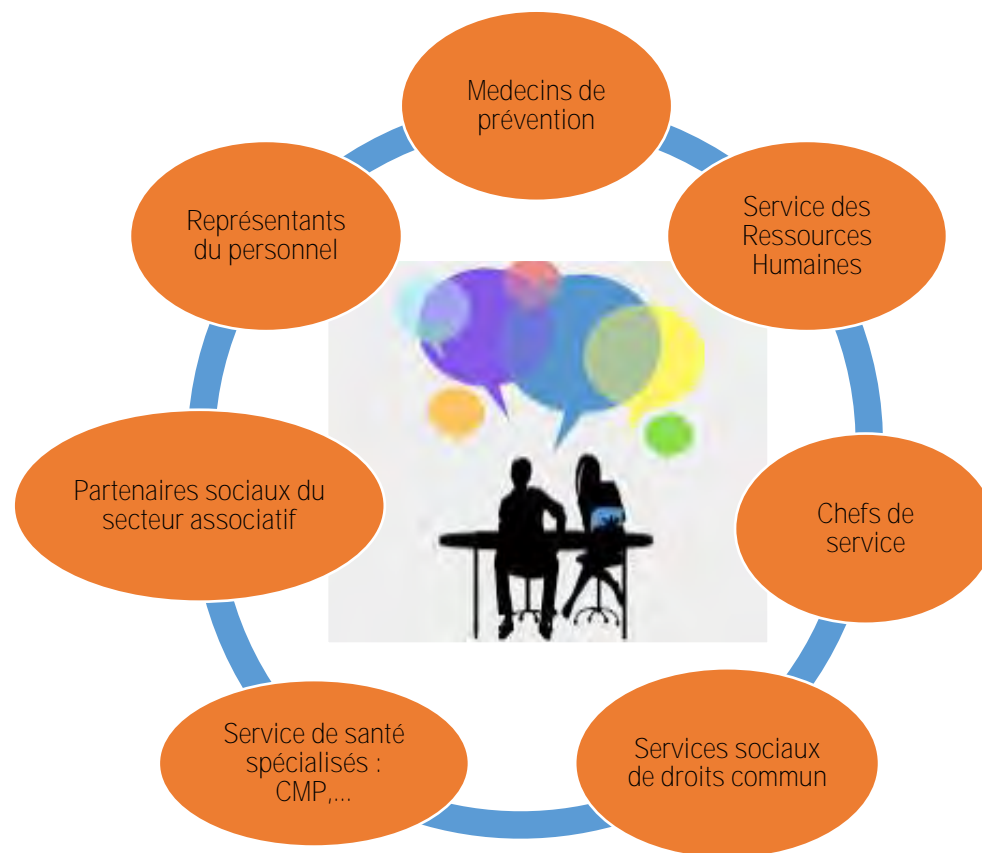 Medecins de
prévention
Service des
Ressources
Humaines
Chefs de
service
Services sociaux
de droits commun
Service de santé
spécialisés :
CMP,...
Partenaires sociaux du
secteur associatif
Représentants
du personnel